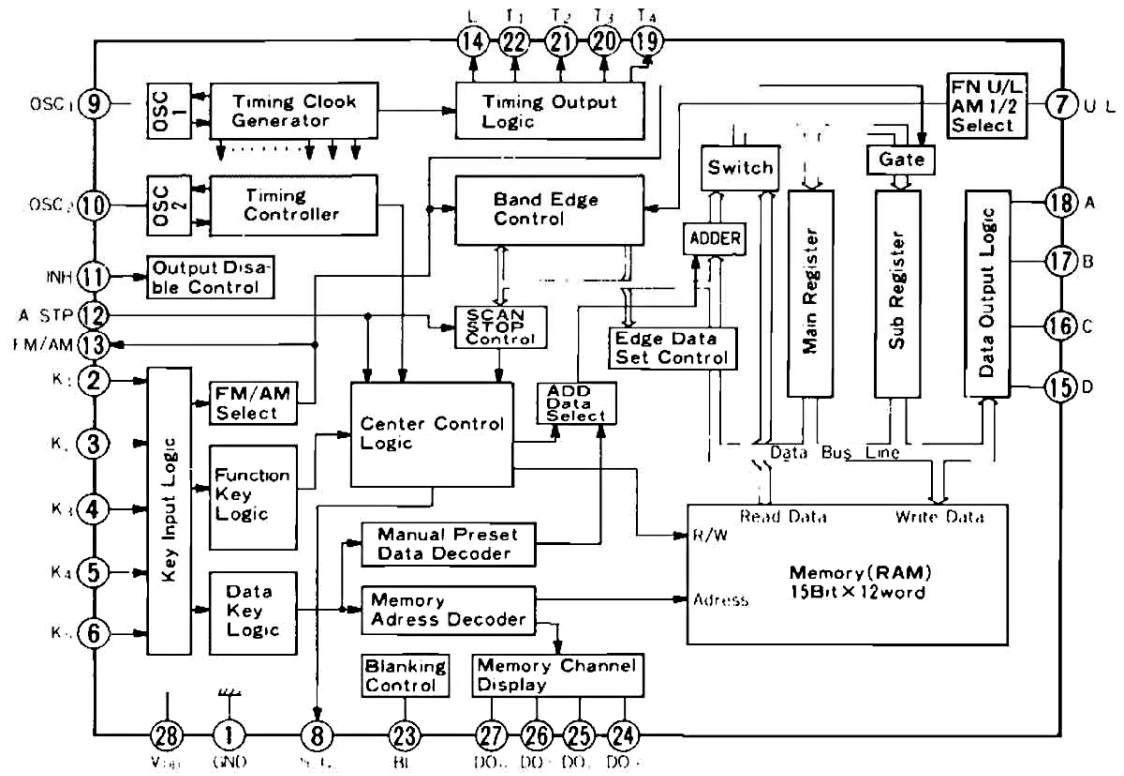 L T1 T2 T3 T4
14 22 21 20 19
OSC1 9
OSC 1
Timing Clook Generator
Timing Output Logic
FN U/L AM 1/2 Select
7 U L
Switch
Gate
OSC 10
OSC 2
Timing Controller
Band Edge Control
18 A
ADDER
Main Register
Sub Register
Data Output Logic
17 B
INH 11
Output Disa-
ble Control
A STP 12
SCAN STOP Control
16 C
FM/AM 13
Edge Data Set Control
K 2
FM/AM Select
Center Control Logic
ADD Data Select
15 D
K 3
Key Input Logic
Function Key Logic
Data Bus Line
K3 4
Manual Preset Data Decoder
Read Data
Write Data
R/W
Memory(RAM)
15Bit×12word
K4 5
Data Key Logic
Memory Adress Decoder
Adress
K 6
Blanking Control
Memory Channel Display
28 1 8 23 27 26 25 24
GND